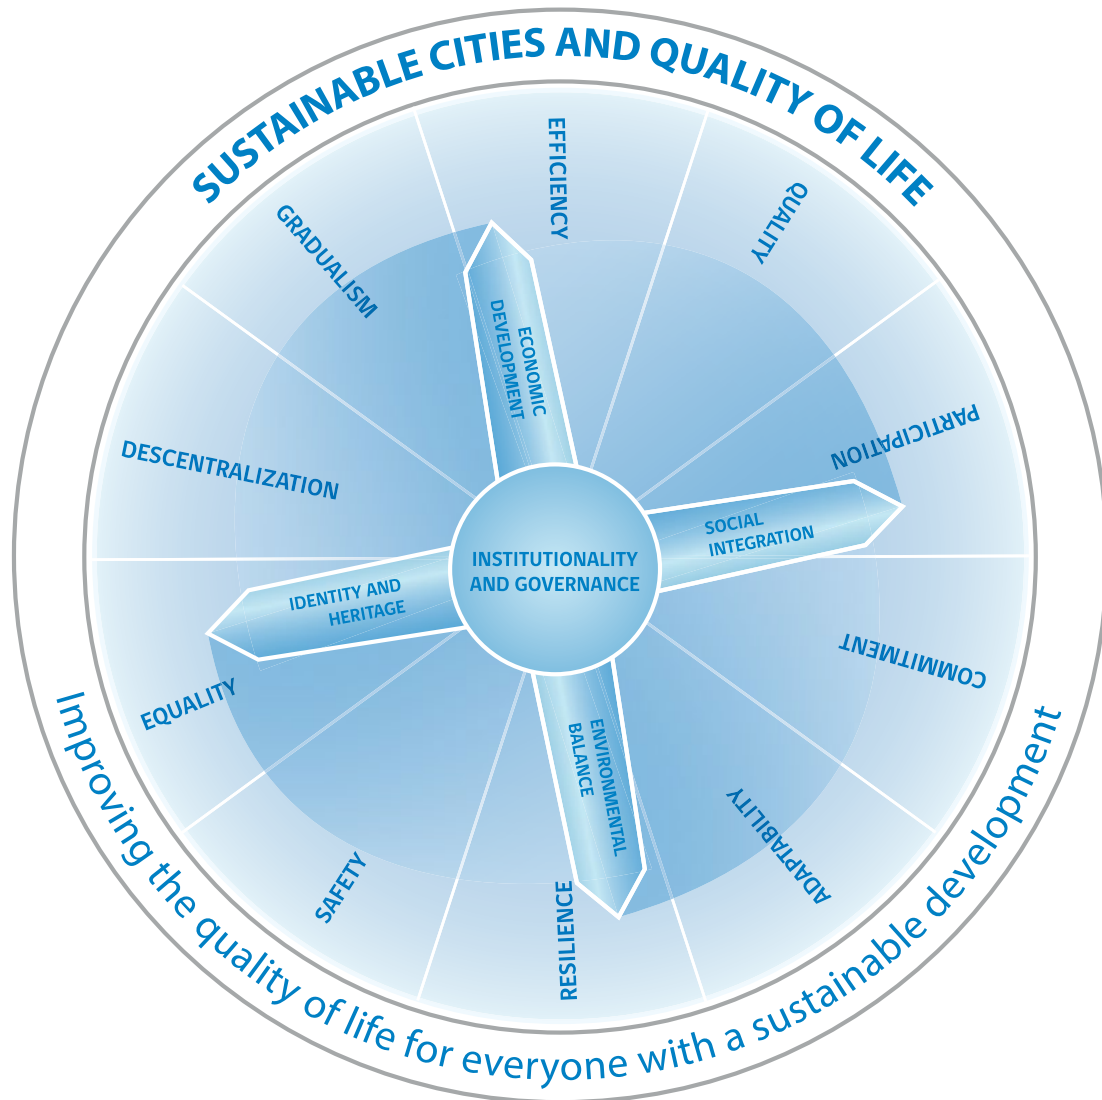 SUSTAINABLE CITIES AND QUALITY OF LIFE
EFFICIENCY
QUALITY
PARTICIPATION
COMMITMENT
ADAPTABILITY
RESILIENCE
SAFETY
EQUALITY
DESCENTRALIZATION
GRADUALISM
ECONOMIC
DEVELOPMENT
SOCIAL
INTEGRATION
ENVIRONMENTAL
BALANCE
IDENTITY AND
HERITAGE
INSTITUTIONALITY
AND GOVERNANCE
Improving the quality of life for everyone with a sustainable development